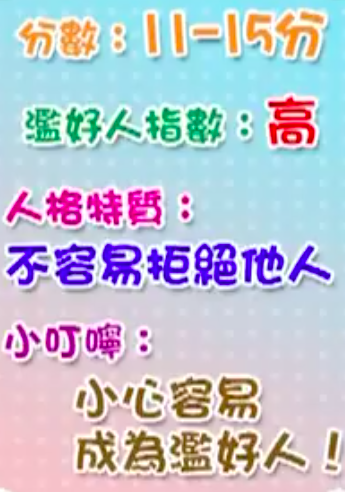 分數：11-15分
濫好人指數：高
人格特質：
不容易拒絕他人
小叮嚀：
小心容易
成為濫好人！